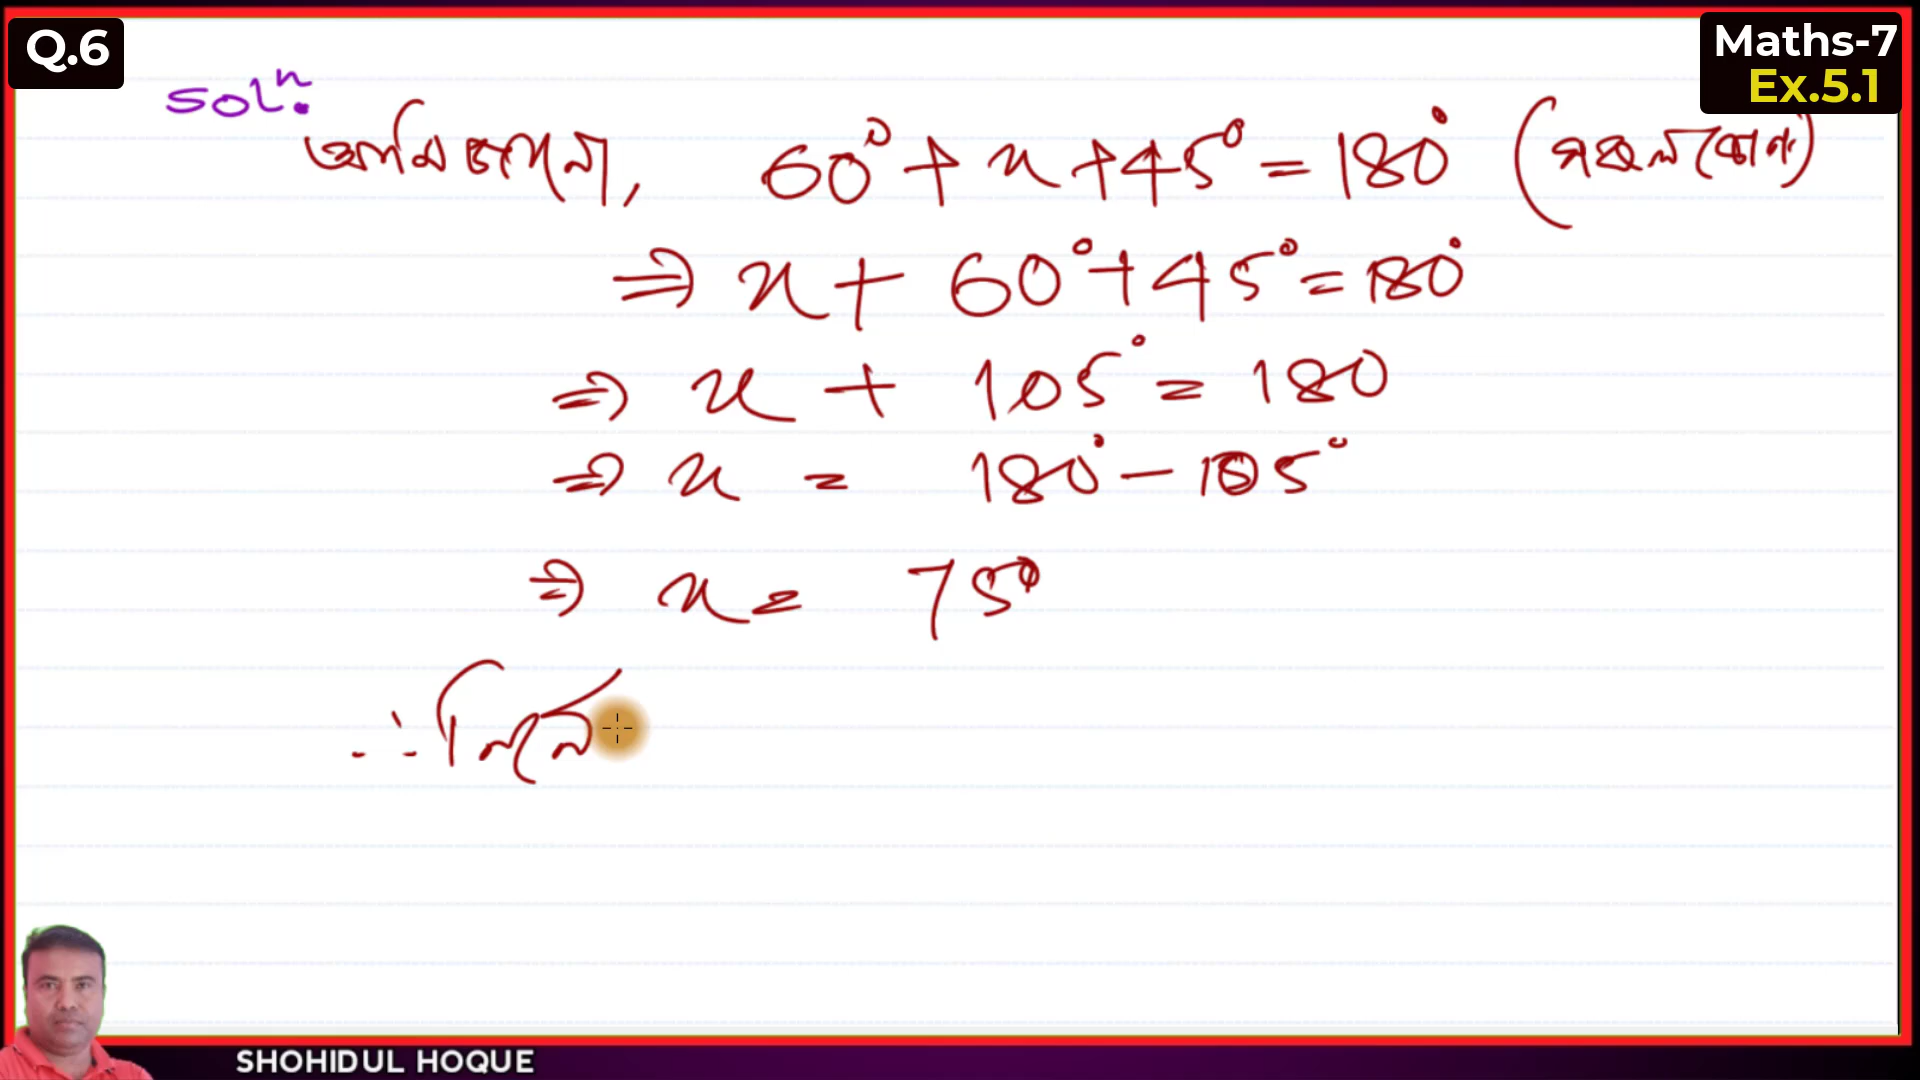 Q.6
Maths-7
Ex.5.1
Solⁿ.
আমি জানো, 60° + x + 45° = 180° (সরলকোণ)
⇒ x + 60° + 45° = 180°
⇒ x + 105° = 180
⇒ x = 180° - 105°
⇒ x = 75°
∴ নি
SHOHIDUL HOQUE